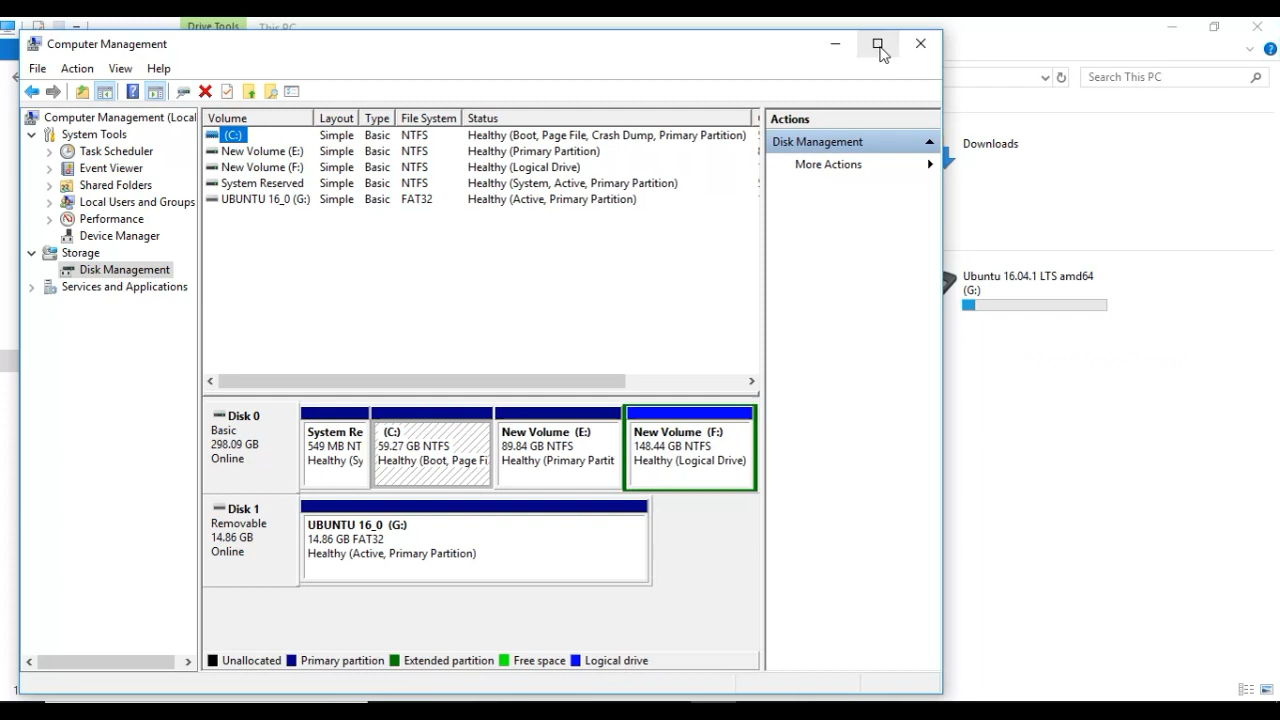 Drive Tools This PC
Computer Management
File Action View Help
Search This PC
Computer Management (Local
System Tools
Task Scheduler
Event Viewer
Shared Folders
Local Users and Groups
Performance
Device Manager
Storage
Disk Management
Services and Applications
Volume Layout Type File System Status
(C:) Simple Basic NTFS Healthy (Boot, Page File, Crash Dump, Primary Partition)
New Volume (E:) Simple Basic NTFS Healthy (Primary Partition)
New Volume (F:) Simple Basic NTFS Healthy (Logical Drive)
System Reserved Simple Basic NTFS Healthy (System, Active, Primary Partition)
UBUNTU 16_0 (G:) Simple Basic FAT32 Healthy (Active, Primary Partition)
Actions
Disk Management
More Actions
Downloads
Ubuntu 16.04.1 LTS amd64
(G:)
Disk 0
Basic
298.09 GB
Online
System Re
549 MB NT
Healthy (Sy
(C:)
59.27 GB NTFS
Healthy (Boot, Page Fi
New Volume (E:)
89.84 GB NTFS
Healthy (Primary Partit
New Volume (F:)
148.44 GB NTFS
Healthy (Logical Drive)
Disk 1
Removable
14.86 GB
Online
UBUNTU 16_0 (G:)
14.86 GB FAT32
Healthy (Active, Primary Partition)
Unallocated Primary partition Extended partition Free space Logical drive